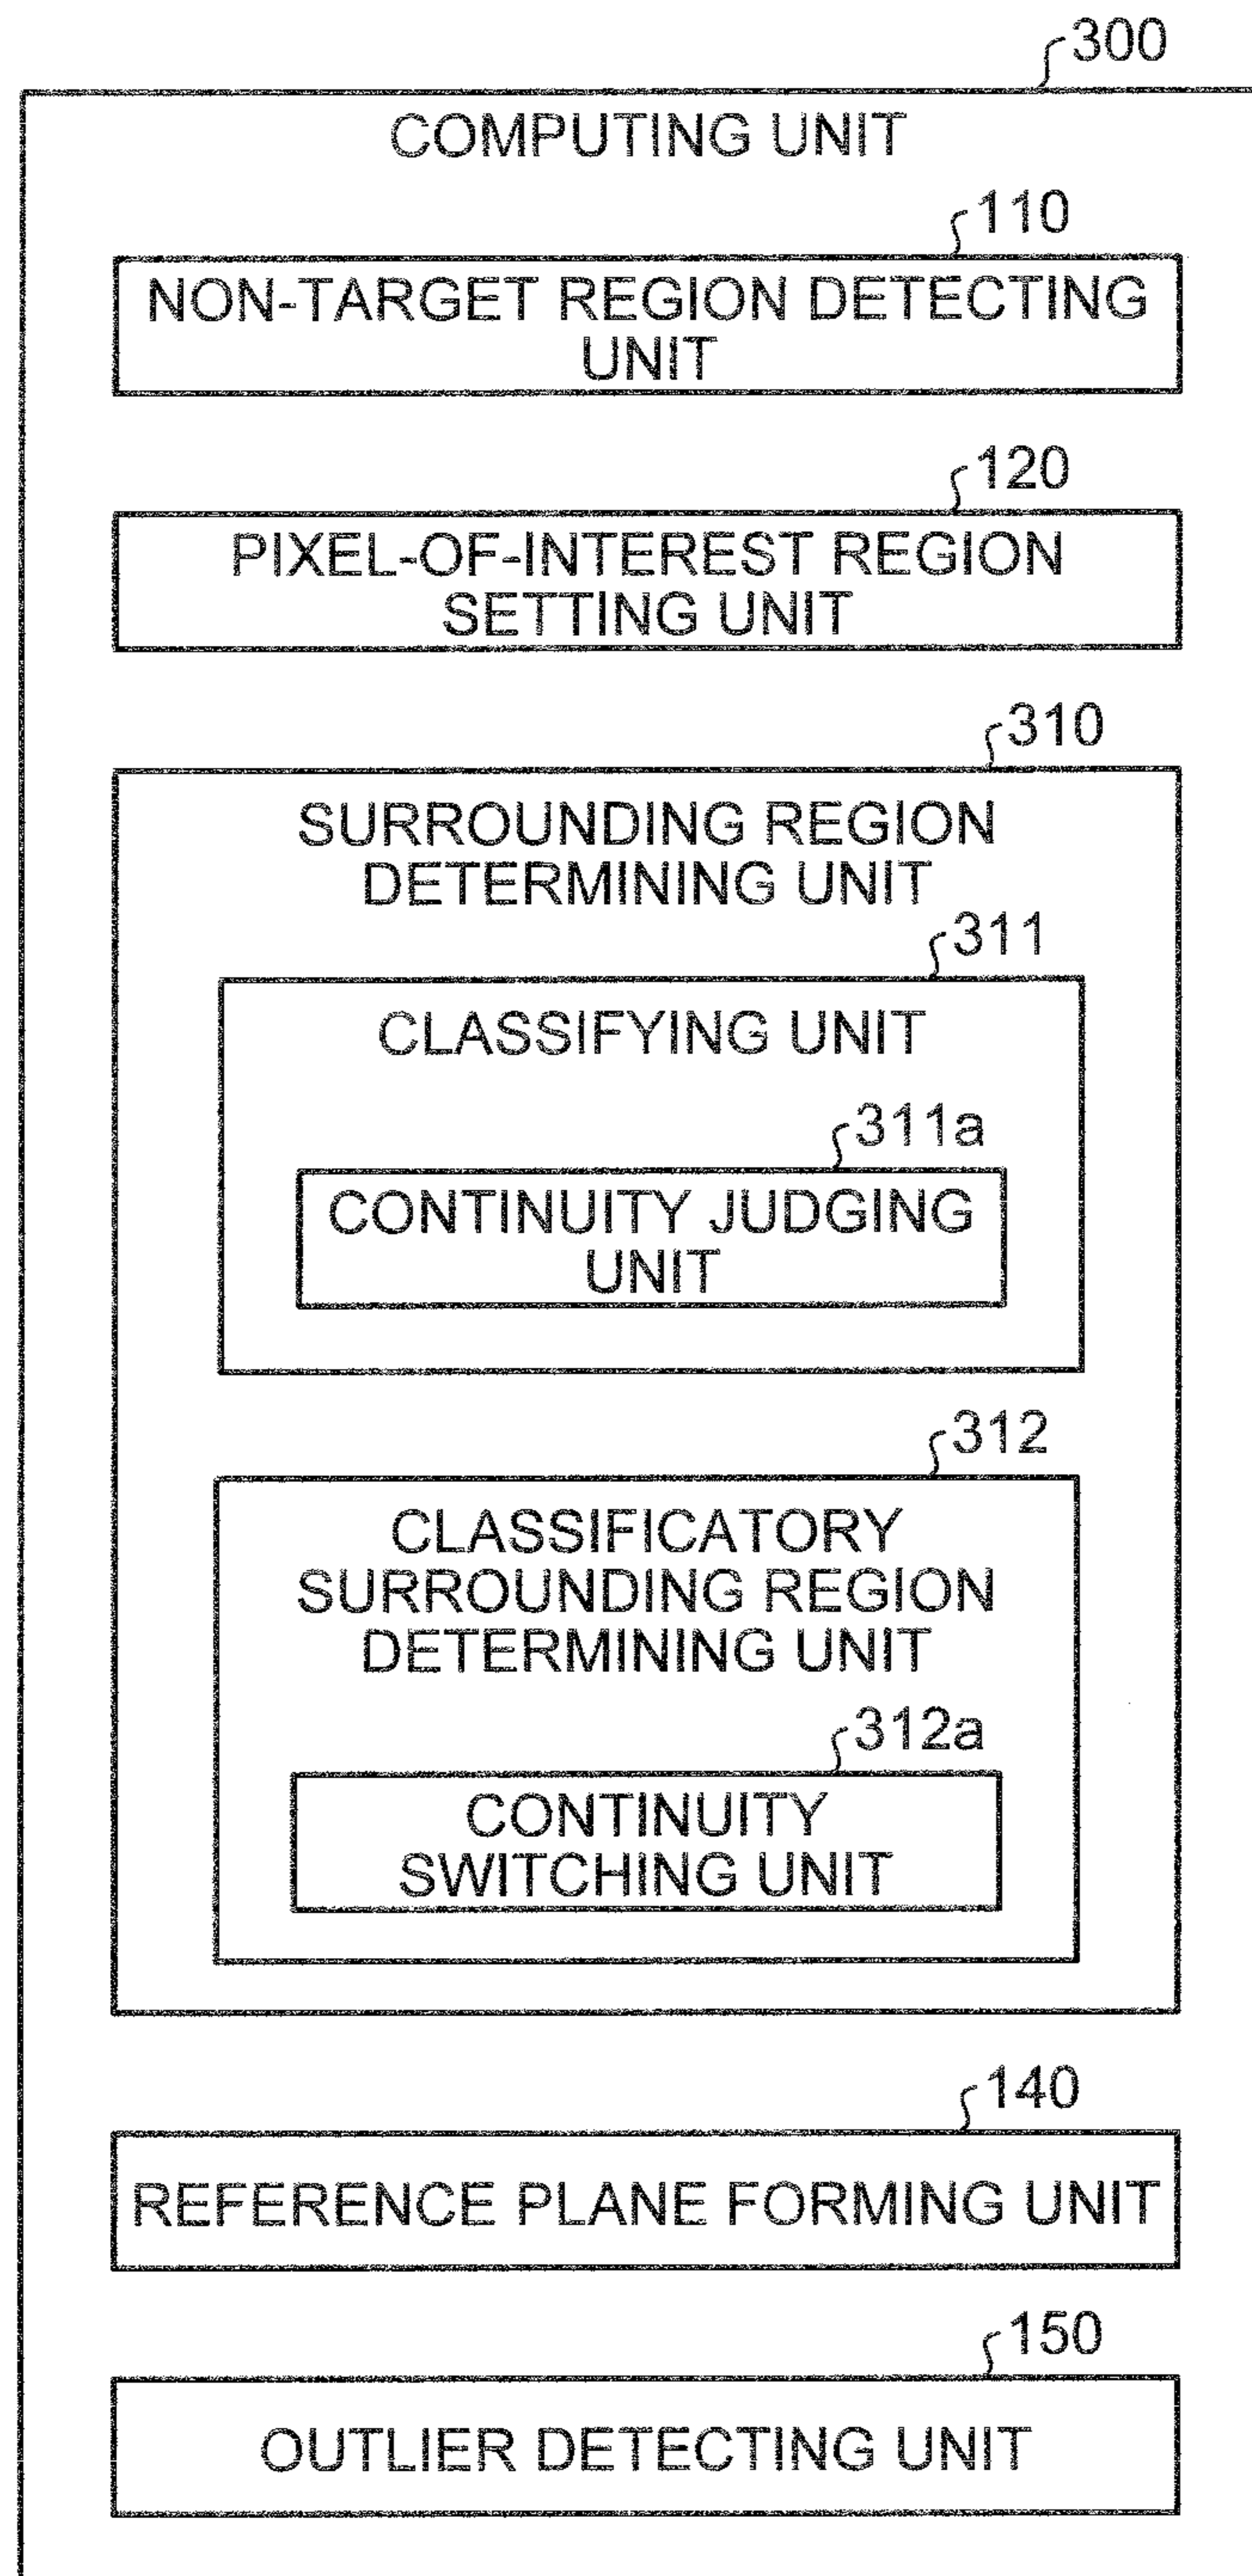 300
COMPUTING UNIT
110
NON-TARGET REGION DETECTING
UNIT
120
PIXEL-OF-INTEREST REGION
SETTING UNIT
310
SURROUNDING REGION
DETERMINING UNIT
311
CLASSIFYING UNIT
311a
CONTINUITY JUDGING
UNIT
312
CLASSIFICATORY
SURROUNDING REGION
DETERMINING UNIT
312a
CONTINUITY
SWITCHING UNIT
140
REFERENCE PLANE FORMING UNIT
150
OUTLIER DETECTING UNIT